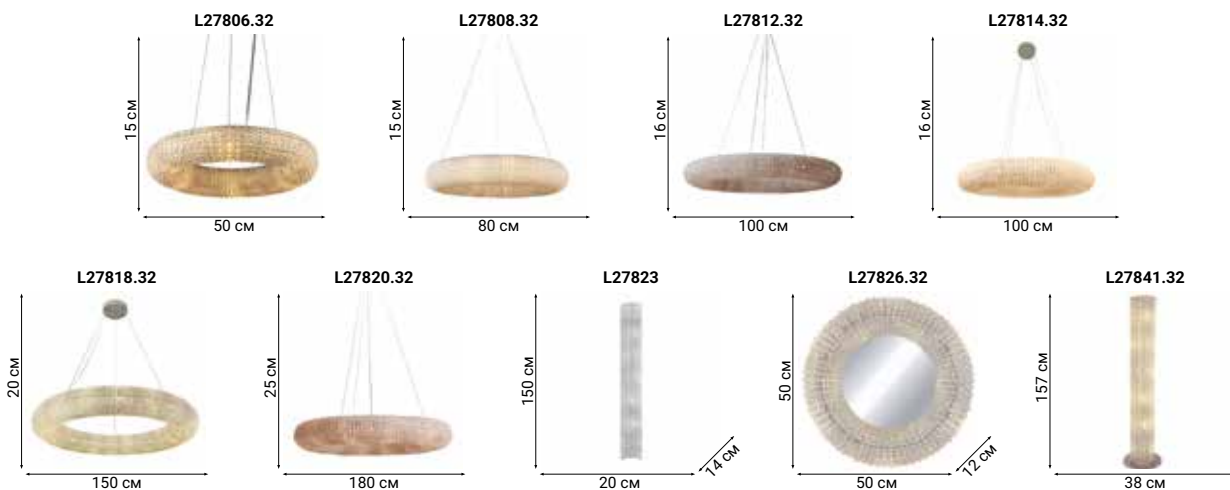 L27806.32
15 см
50 см
L27808.32
15 см
80 см
L27812.32
16 см
100 см
L27814.32
16 см
100 см
L27818.32
20 см
150 см
L27820.32
25 см
180 см
L27823
150 см
20 см
14 см
L27826.32
50 см
50 см
12 см
L27841.32
157 см
38 см